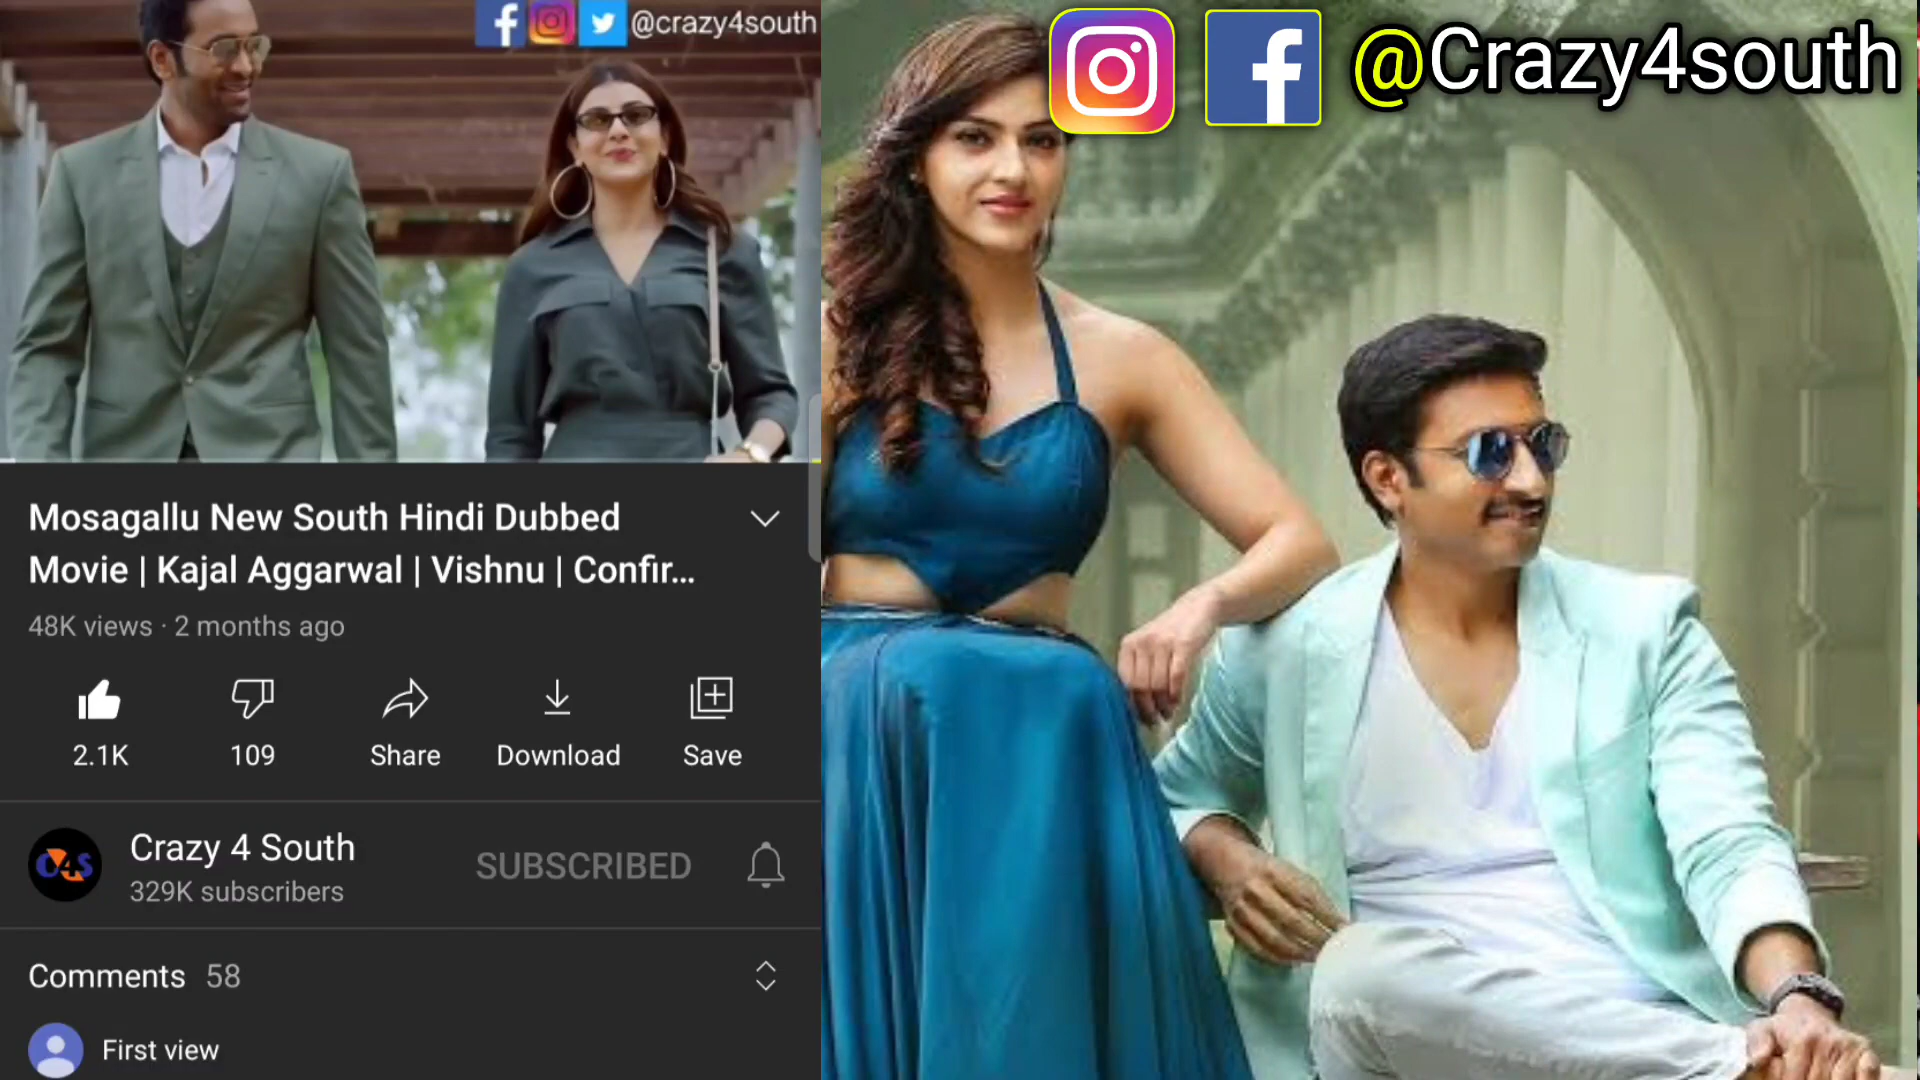 @crazy4south
@Crazy4south
Mosagallu New South Hindi Dubbed
Movie | Kajal Aggarwal | Vishnu | Confir...
48K views · 2 months ago
2.1K
109
Share
Download
Save
C4S
Crazy 4 South
329K subscribers
SUBSCRIBED
Comments 58
First view